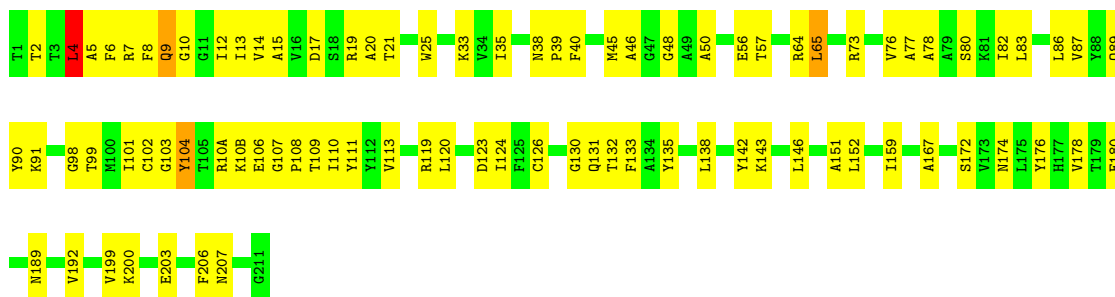 T1 T2 T3 L4 A5 F6 R7 F8 Q9 G10 G11 I12 I13 V14 A15 V16 D17 S18 R19 A20 T21 W25 K33 V34 I35 N38 P39 F40 M45 A46 G47 G48 A49 A50 E56 T57 R64 L65 R73 V76 A77 A78 A79 S80 K81 I82 L83 L86 V87 Y88
Y90 K91 G98 T99 M100 I101 C102 G103 Y104 T105 R10A K10B E106 G107 P108 T109 I110 Y111 Y112 V113 R119 L120 D123 I124 F125 C126 G130 Q131 T132 F133 A134 Y135 L138 Y142 K143 L146 A151 L152 I159 A167 S172 V173 N174 L175 Y176 H177 V178 T179
N189 V192 V199 K200 E203 F206 N207 G211